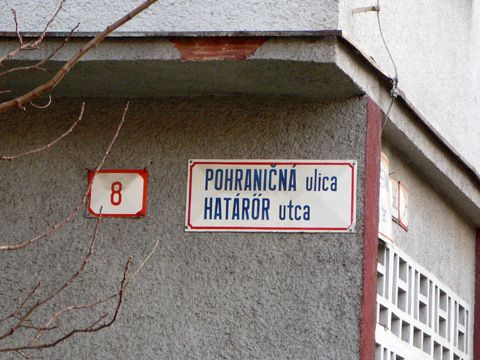 8
POHRANIČNÁ ulica
HATÁRŐR utca